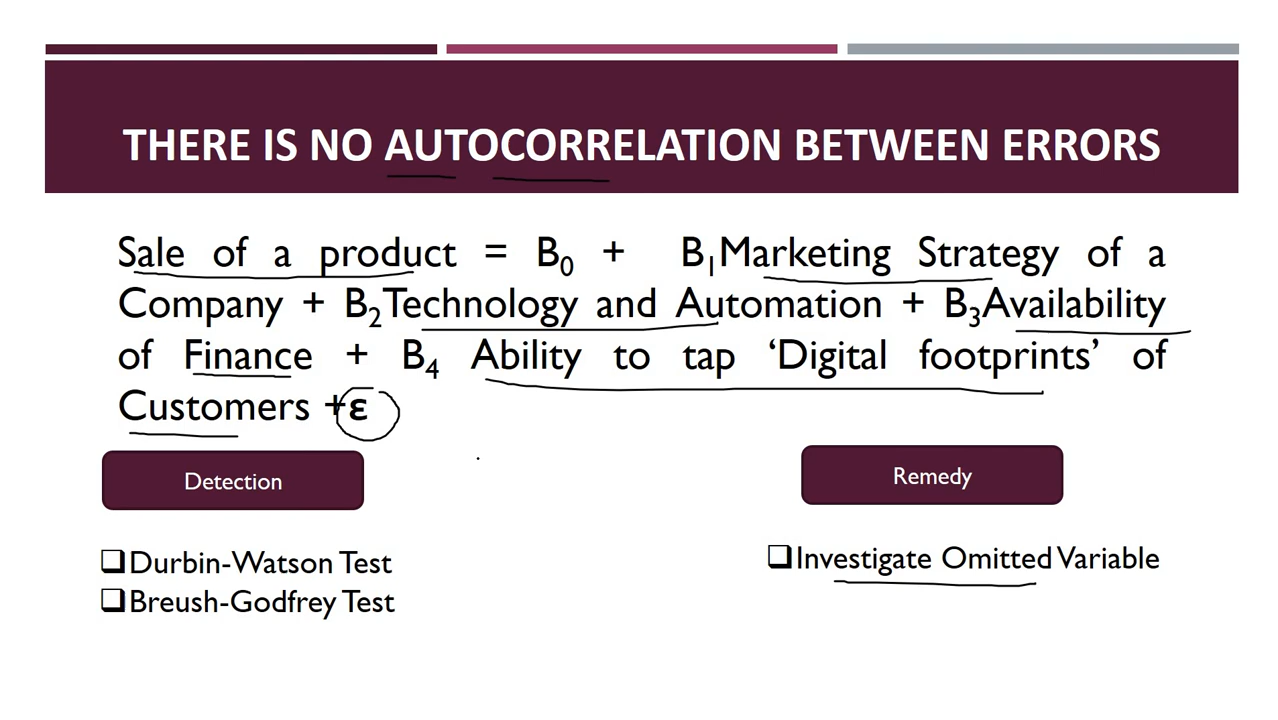 THERE IS NO AUTOCORRELATION BETWEEN ERRORS
Sale of a product = B0 + B1Marketing Strategy of a
Company + B2Technology and Automation + B3Availability
of Finance + B4 Ability to tap ‘Digital footprints’ of
Customers +ε
Detection
Remedy
❑Durbin-Watson Test
❑Breush-Godfrey Test
❑Investigate Omitted Variable